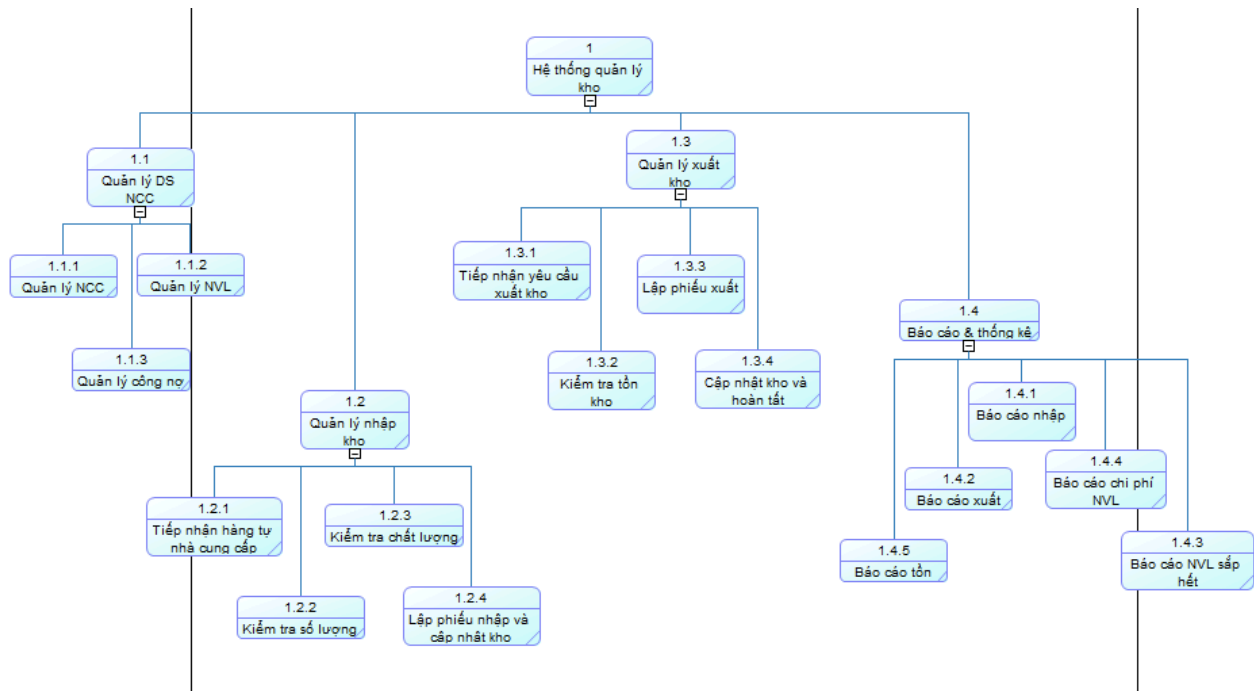 1
Hệ thống quản lý
kho
1.1
Quản lý DS
NCC
1.1.1
Quản lý NCC
1.1.2
Quản lý NVL
1.1.3
Quản lý công nợ
1.2
Quản lý nhập
kho
1.2.1
Tiếp nhận hàng tự
nhà cung cấp
1.2.2
Kiểm tra số lượng
1.2.3
Kiểm tra chất lượng
1.2.4
Lập phiếu nhập và
cập nhật kho
1.3
Quản lý xuất
kho
1.3.1
Tiếp nhận yêu cầu
xuất kho
1.3.2
Kiểm tra tồn
kho
1.3.3
Lập phiếu xuất
1.3.4
Cập nhật kho và
hoàn tất
1.4
Báo cáo & thống kê
1.4.1
Báo cáo nhập
1.4.2
Báo cáo xuất
1.4.4
Báo cáo chi phí
NVL
1.4.5
Báo cáo tồn
1.4.3
Báo cáo NVL sắp
hết